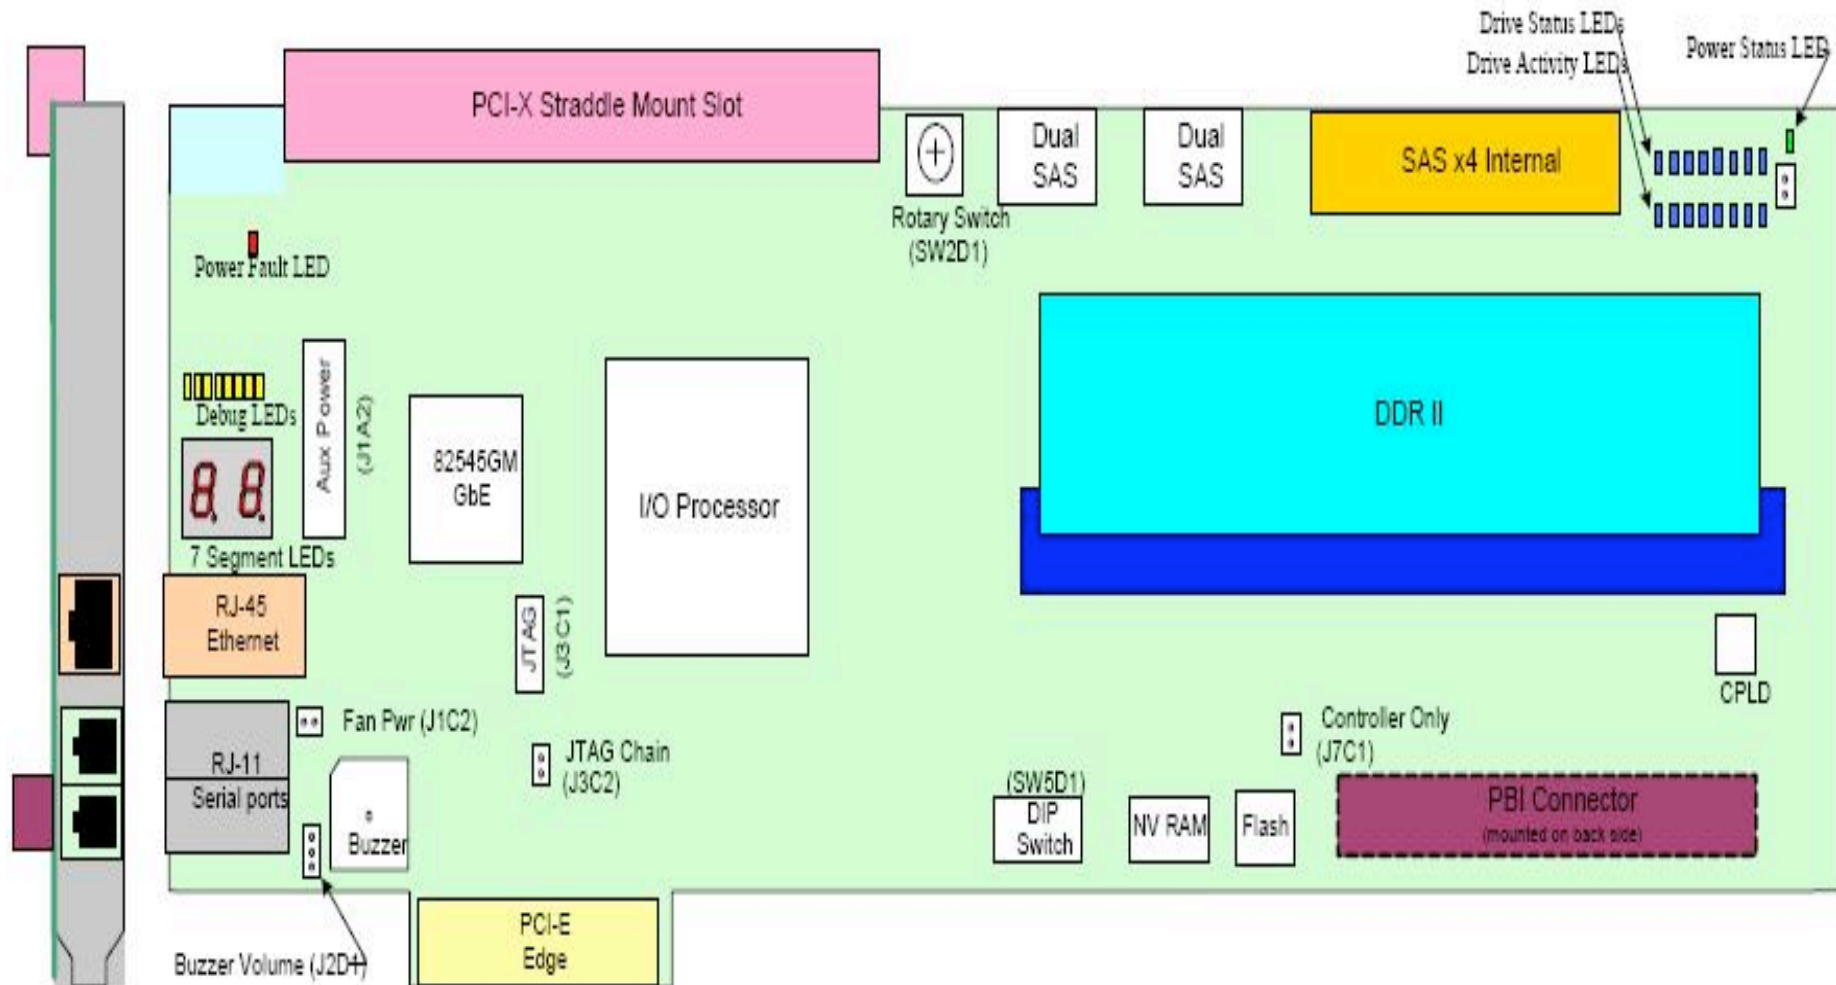 Drive Status LEDs
Drive Activity LEDs
Power Status LED
PCI-X Straddle Mount Slot
Dual
SAS
Dual
SAS
SAS x4 Internal
Rotary Switch
(SW2D1)
Power Fault LED
Debug LEDs
Aux Power
(J1A2)
8.8.
7 Segment LEDs
82545GM
GbE
I/O Processor
DDR II
RJ-45
Ethernet
JTAG
(J3C1)
CPLD
Fan Pwr (J1C2)
RJ-11
Serial ports
JTAG Chain
(J3C2)
Controller Only
(J7C1)
Buzzer
(SW5D1)
DIP
Switch
NV RAM
Flash
PBI Connector
(mounted on back side)
PCI-E
Edge
Buzzer Volume (J2D1)